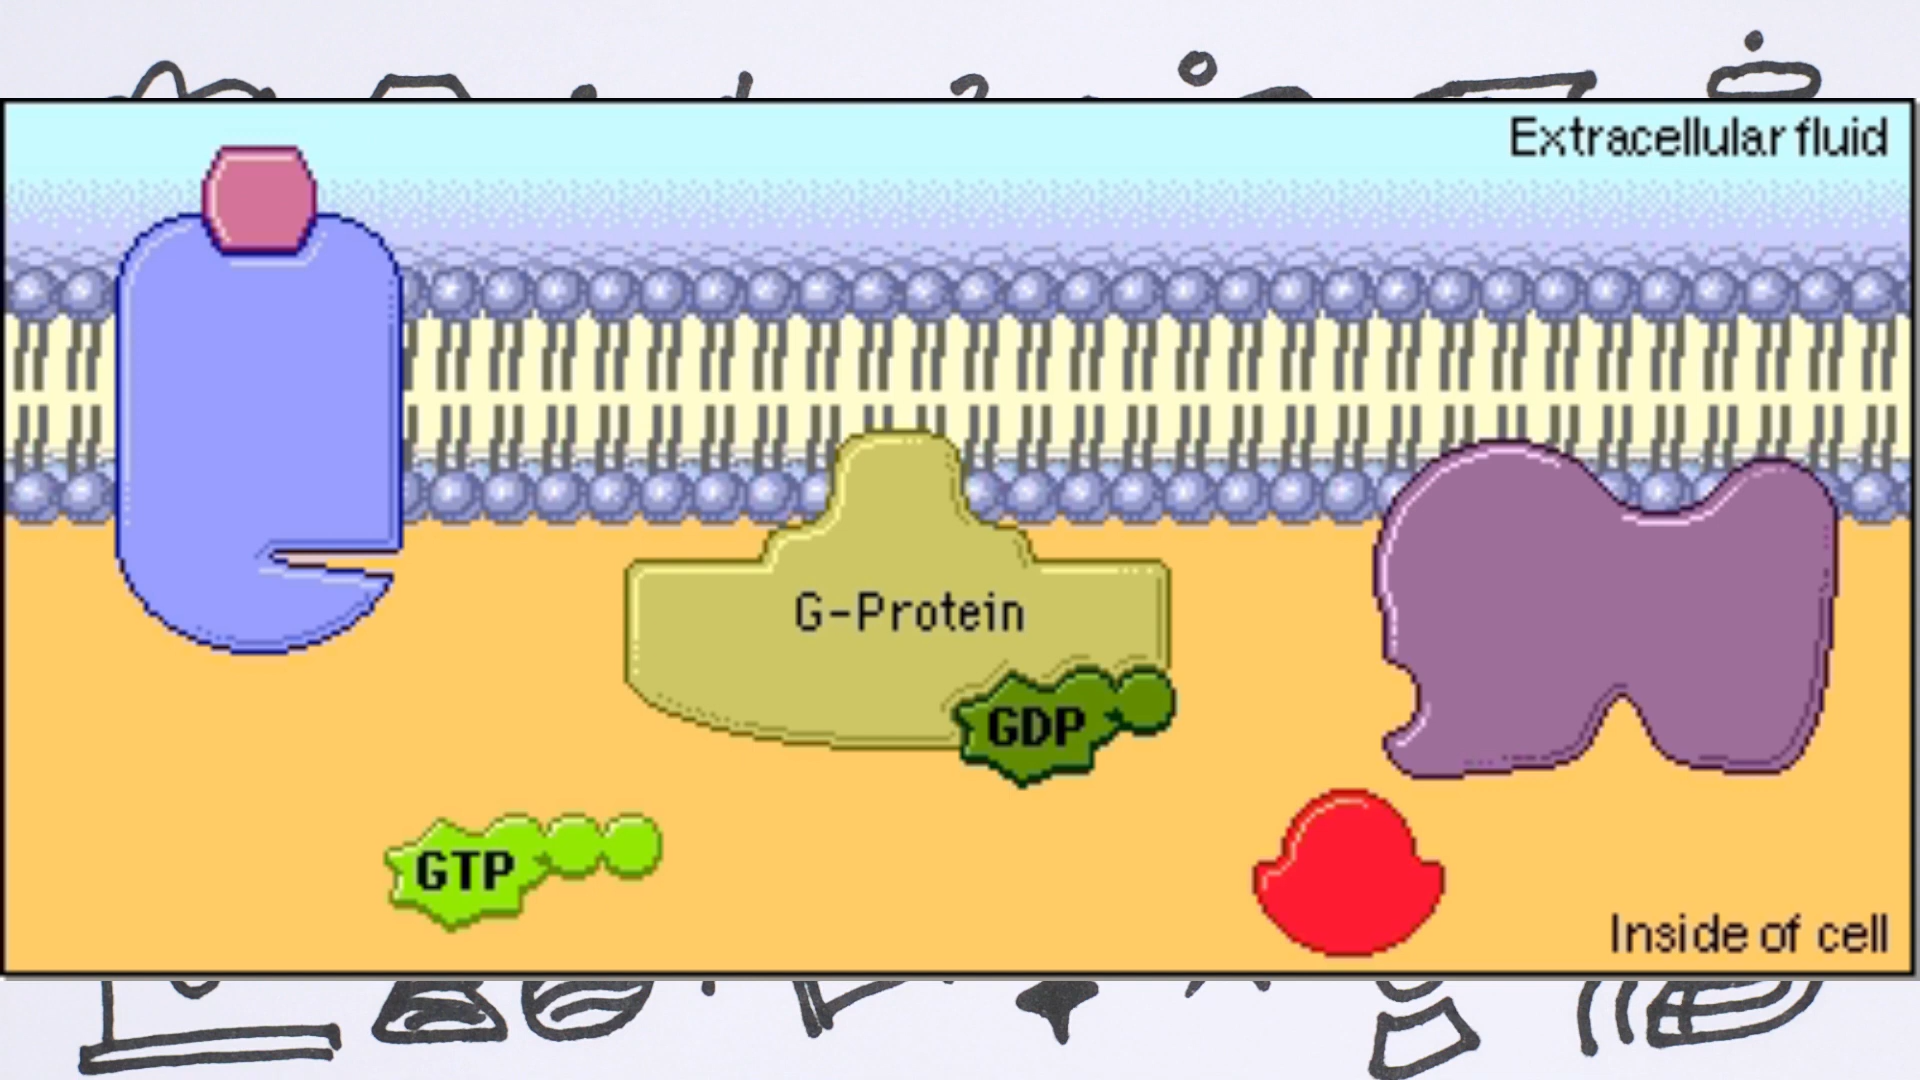 Extracellular fluid
G-Protein
GDP
GTP
Inside of cell